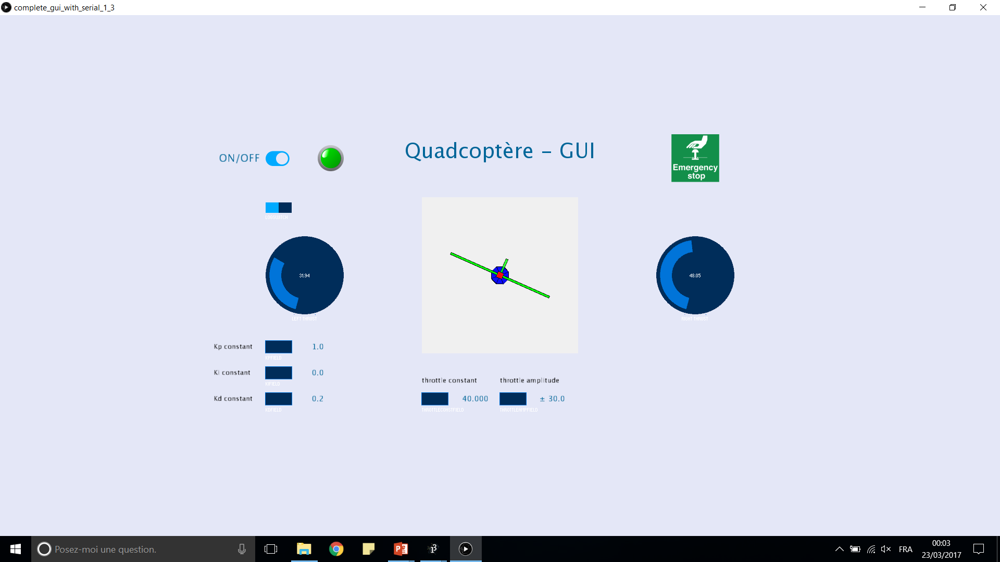 complete_gui_with_serial_1_3
Quadcoptère - GUI
ON/OFF
Emergency
stop
LOGSWITCH
31.94
48.05
LEFT THRUST
RIGHT THRUST
Kp constant 1.0
KPFIELD
Ki constant 0.0
KIFIELD
Kd constant 0.2
KDFIELD
throttle constant throttle amplitude
40.000 ± 30.0
THROTTLECONSTFIELD THROTTLEAMPFIELD
Posez-moi une question.
FRA
00:03
23/03/2017